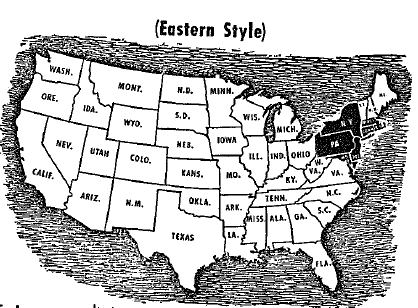 (Eastern Style)
WASH.
MONT.
N.D.
MINN.
ORE.
IDA.
WYO.
S.D.
WIS.
MICH.
N.Y.
PA.
NEV.
UTAH
COLO.
NEB.
IOWA
ILL.
IND.
OHIO
W. VA.
VA.
CALIF.
KANS.
MO.
KY.
ARIZ.
N.M.
OKLA.
ARK.
TENN.
N.C.
S.C.
TEXAS
LA.
MISS.
ALA.
GA.
FLA.